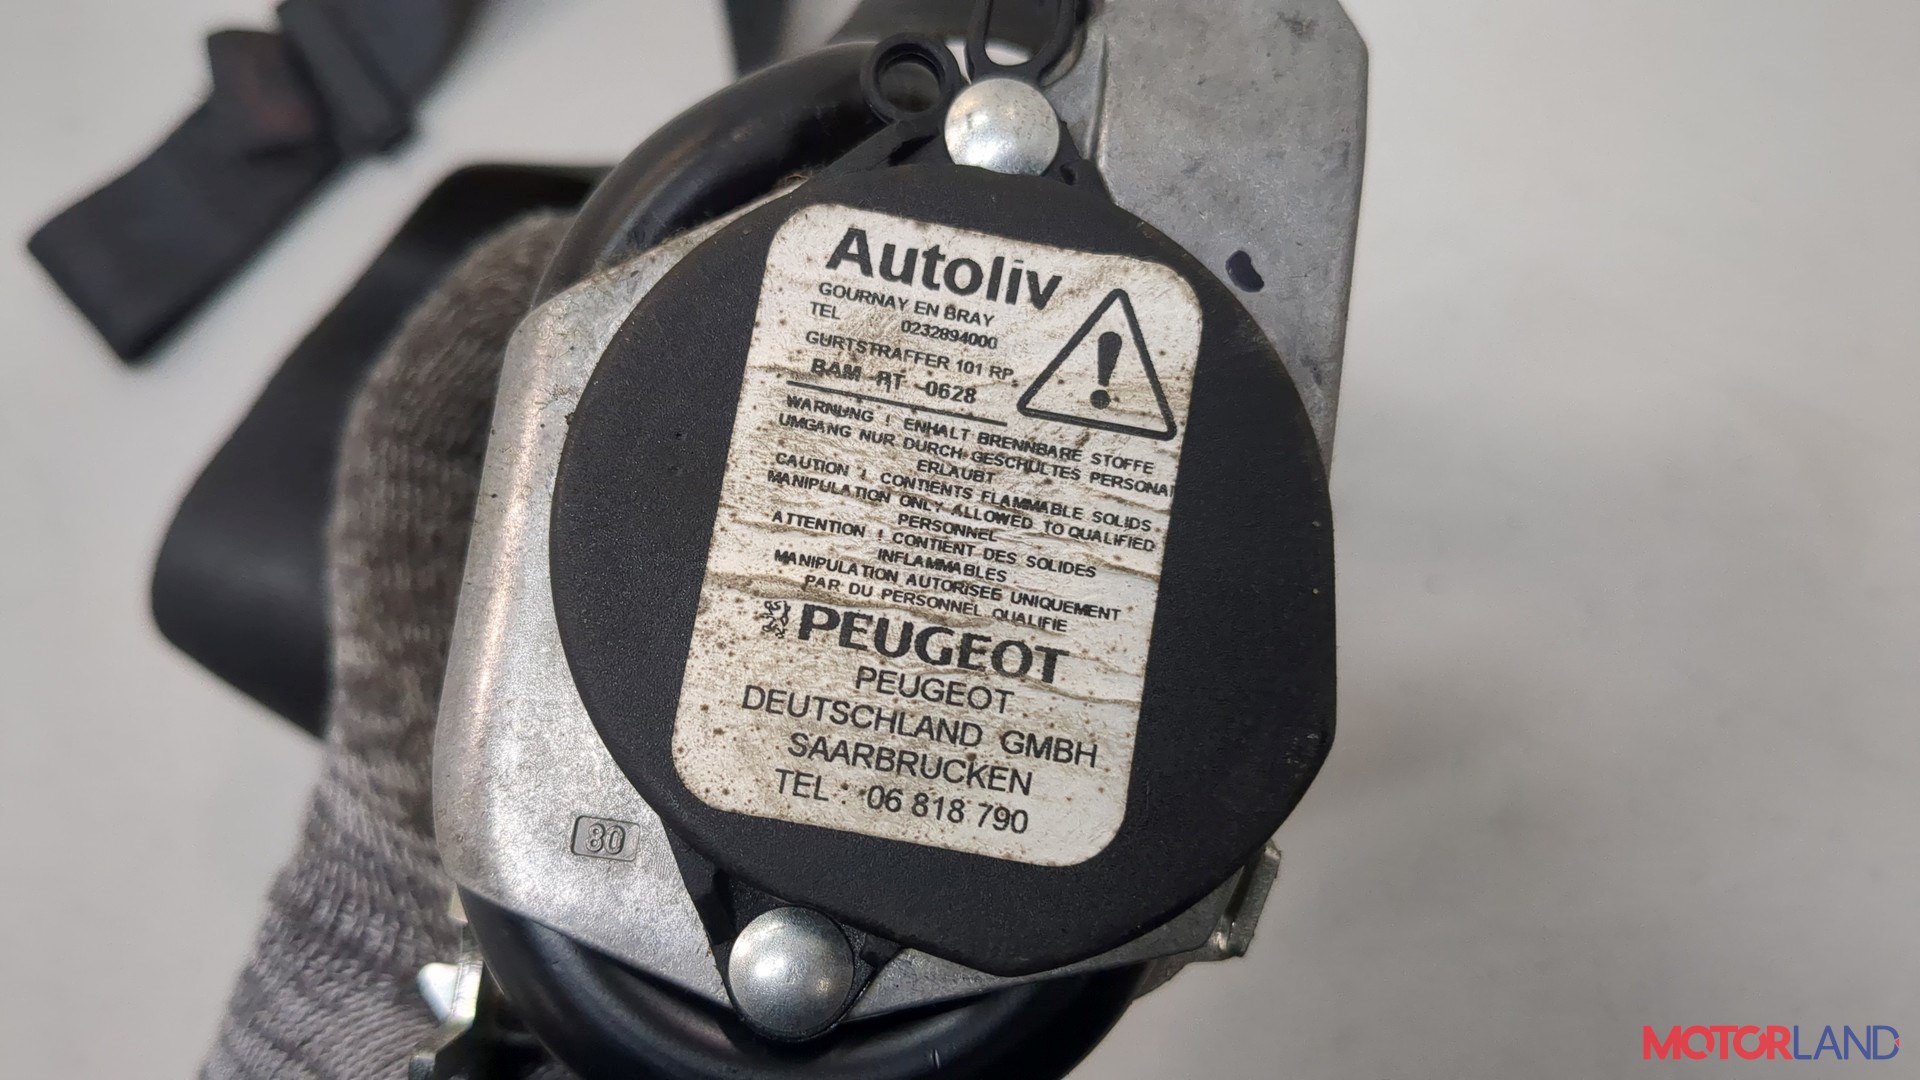 Autoliv
GOURNAY EN BRAY
TEL 0232894000
GURTSTRAFFER 101 RP
BAM -RT -0628
WARNUNG ! ENHALT BRENNBARE STOFFE
UMGANG NUR DURCH GESCHULTES PERSONAL
ERLAUBT
CAUTION ! CONTIENTS FLAMMABLE SOLIDS
MANIPULATION ONLY ALLOWED TO QUALIFIED
PERSONNEL
ATTENTION ! CONTIENT DES SOLIDES
INFLAMMABLES
MANIPULATION AUTORISEE UNIQUEMENT
PAR DU PERSONNEL QUALIFIE
PEUGEOT
PEUGEOT
DEUTSCHLAND GMBH
SAARBRUCKEN
TEL : 06 818 790
80
MOTORLAND